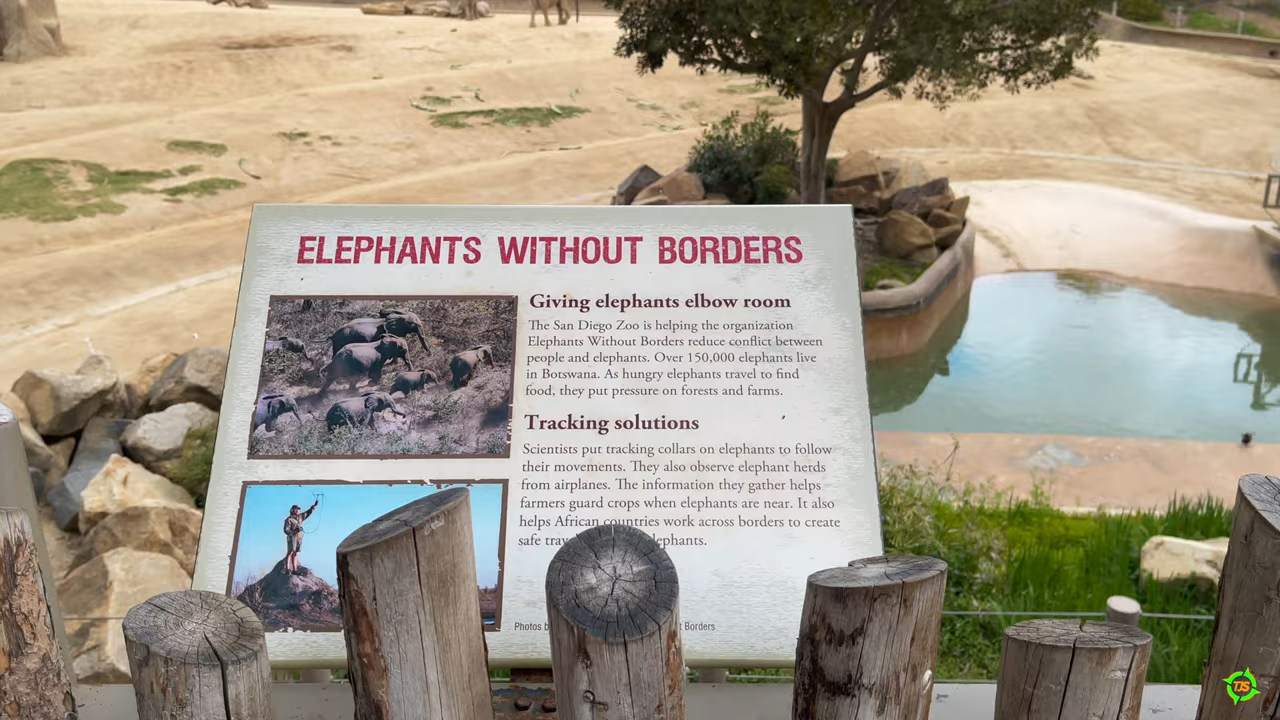 ELEPHANTS WITHOUT BORDERS
Giving elephants elbow room
The San Diego Zoo is helping the organization
Elephants Without Borders reduce conflict between
people and elephants. Over 150,000 elephants live
in Botswana. As hungry elephants travel to find
food, they put pressure on forests and farms.
Tracking solutions
Scientists put tracking collars on elephants to follow
their movements. They also observe elephant herds
from airplanes. The information they gather helps
farmers guard crops when elephants are near. It also
helps African countries work across borders to create
safe elephants.
Photos Borders
TJS